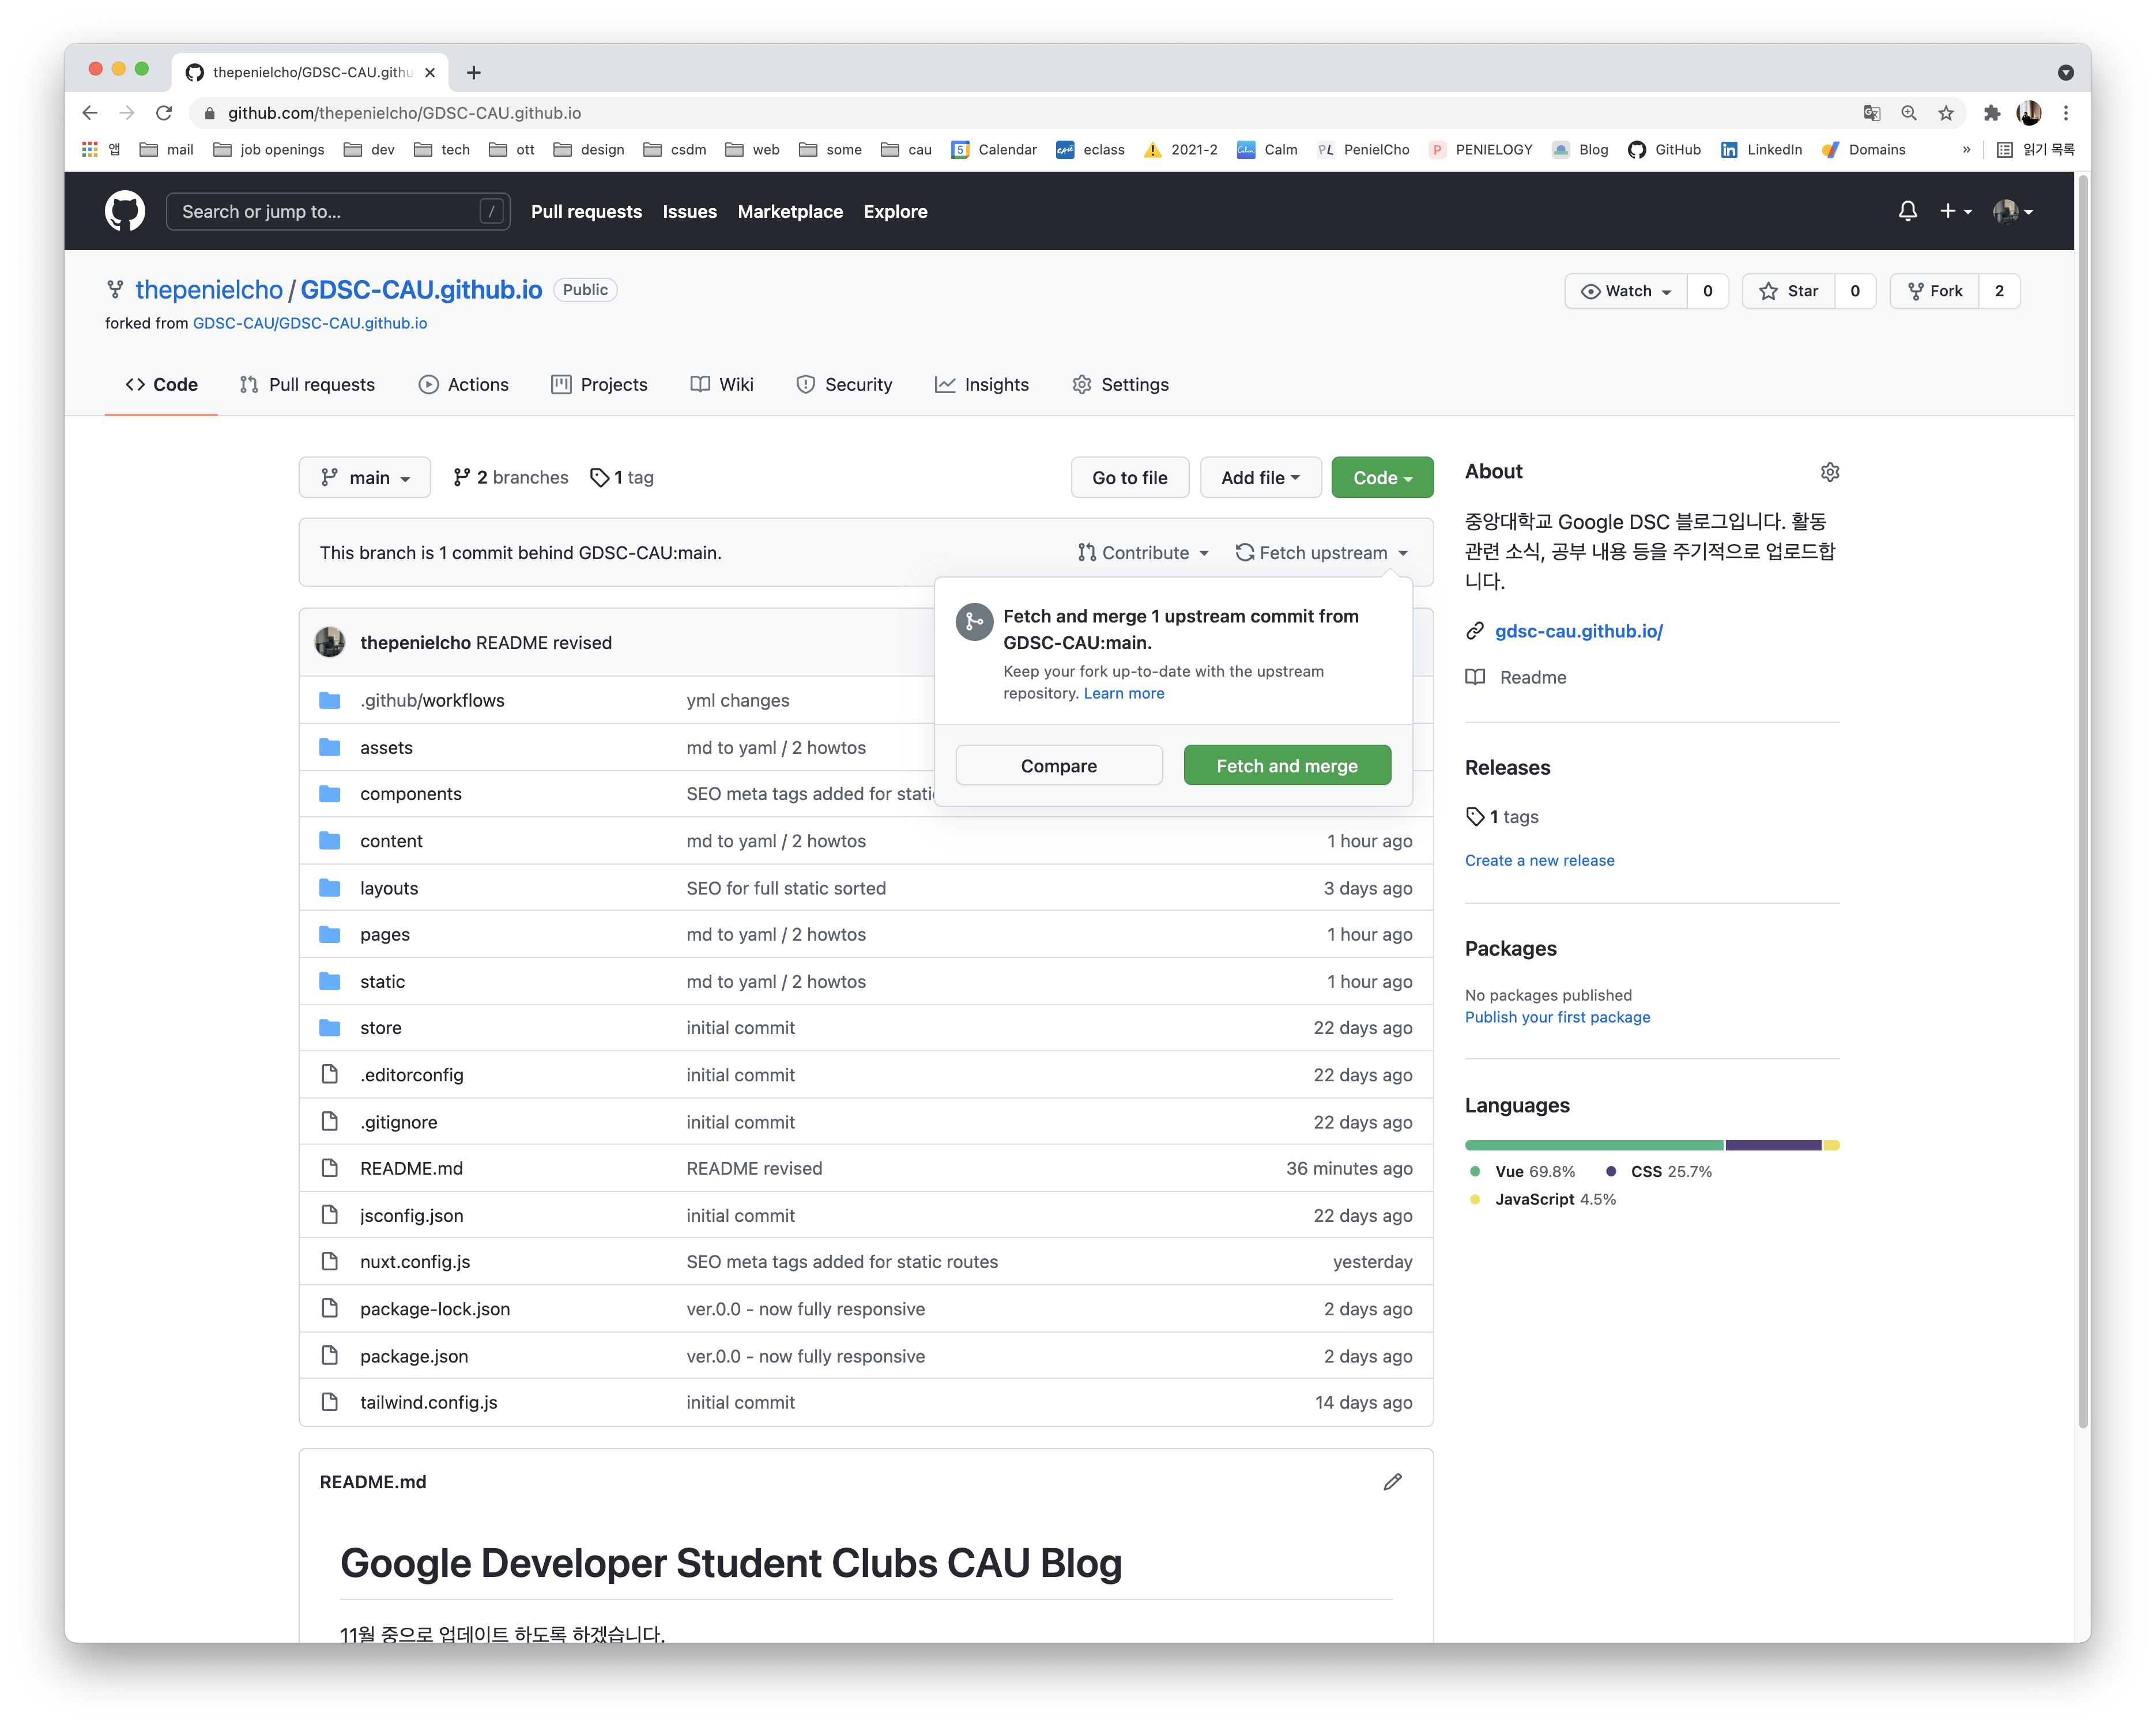 thepenielcho/GDSC-CAU.githu
github.com/thepenielcho/GDSC-CAU.github.io
앱 mail job openings dev tech ott design csdm web some cau Calendar eclass 2021-2 Calm PenielCho PENIELOGY Blog GitHub LinkedIn Domains » 읽기 목록
Search or jump to... / Pull requests Issues Marketplace Explore
thepenielcho / GDSC-CAU.github.io Public Watch 0 Star 0 Fork 2
forked from GDSC-CAU/GDSC-CAU.github.io
Code Pull requests Actions Projects Wiki Security Insights Settings
main 2 branches 1 tag Go to file Add file Code
This branch is 1 commit behind GDSC-CAU:main. Contribute Fetch upstream
Fetch and merge 1 upstream commit from
GDSC-CAU:main.
Keep your fork up-to-date with the upstream
repository. Learn more
Compare Fetch and merge
thepenielcho README revised
.github/workflows yml changes
assets md to yaml / 2 howtos
components SEO meta tags added for stati
content md to yaml / 2 howtos 1 hour ago
layouts SEO for full static sorted 3 days ago
pages md to yaml / 2 howtos 1 hour ago
static md to yaml / 2 howtos 1 hour ago
store initial commit 22 days ago
.editorconfig initial commit 22 days ago
.gitignore initial commit 22 days ago
README.md README revised 36 minutes ago
jsconfig.json initial commit 22 days ago
nuxt.config.js SEO meta tags added for static routes yesterday
package-lock.json ver.0.0 - now fully responsive 2 days ago
package.json ver.0.0 - now fully responsive 2 days ago
tailwind.config.js initial commit 14 days ago
README.md
Google Developer Student Clubs CAU Blog
11월 중으로 업데이트 하도록 하겠습니다.
About
중앙대학교 Google DSC 블로그입니다. 활동
관련 소식, 공부 내용 등을 주기적으로 업로드합
니다.
gdsc-cau.github.io/
Readme
Releases
1 tags
Create a new release
Packages
No packages published
Publish your first package
Languages
Vue 69.8% CSS 25.7%
JavaScript 4.5%